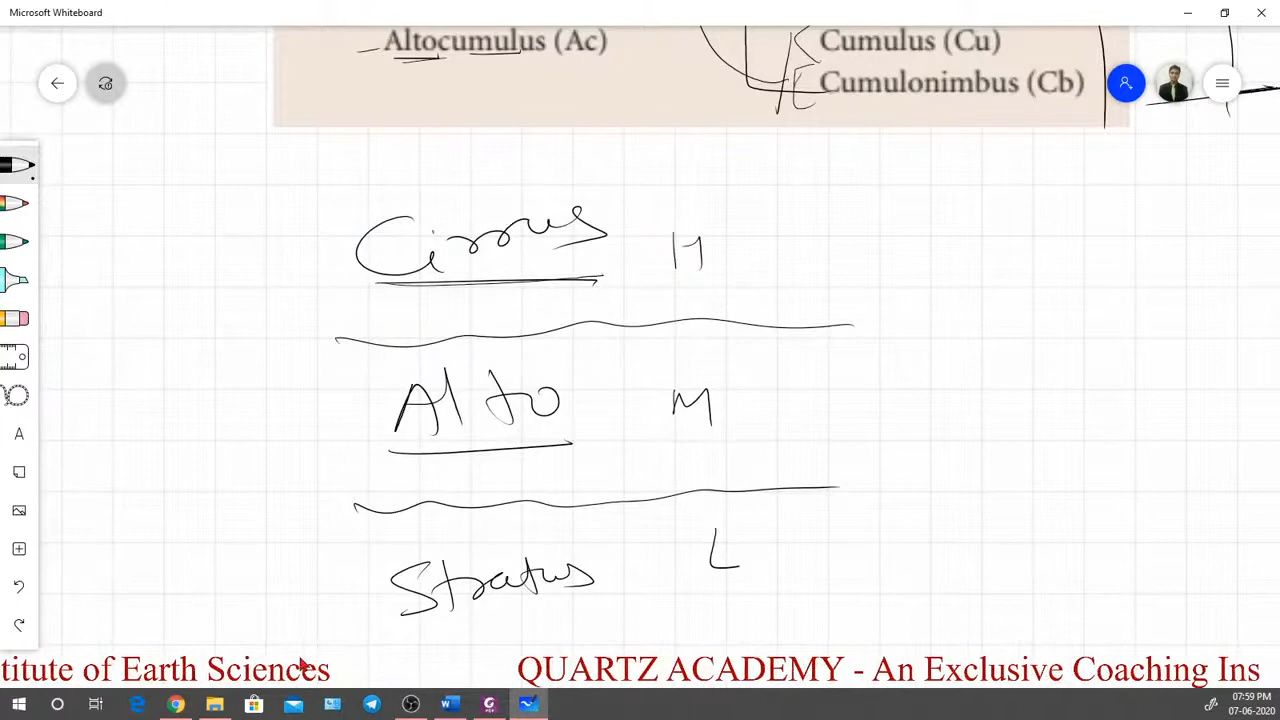 Microsoft Whiteboard
Altocumulus (Ac)
Cumulus (Cu)
Cumulonimbus (Cb)
Cirrus H
Alto M
Stratus L
A
titute of Earth Sciences QUARTZ ACADEMY - An Exclusive Coaching Ins
07:59 PM
07-06-2020